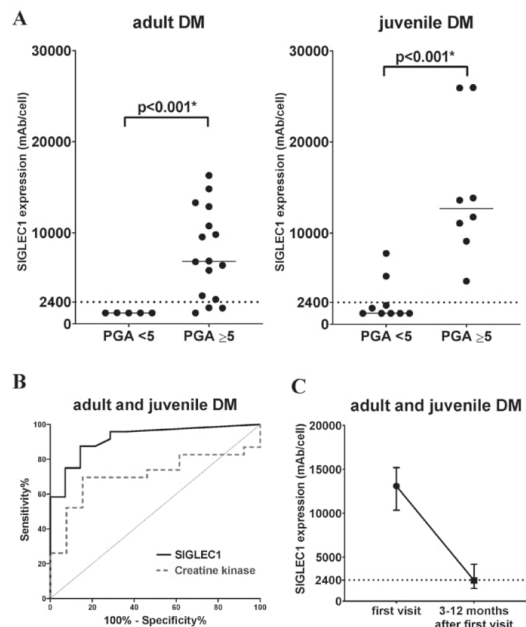 A
adult DM
juvenile DM
SIGLEC1 expression (mAb/cell)
30000
20000
10000
2400
0
p<0.001*
PGA <5
PGA ≥5
SIGLEC1 expression (mAb/cell)
30000
20000
10000
2400
0
p<0.001*
PGA <5
PGA ≥5
B
adult and juvenile DM
Sensitivity%
100
80
60
40
20
0
SIGLEC1
Creatine kinase
0 20 40 60 80 100
100% - Specificity%
C
adult and juvenile DM
SIGLEC1 expression (mAb/cell)
20000
15000
10000
5000
2400
0
first visit
3-12 months
after first visit